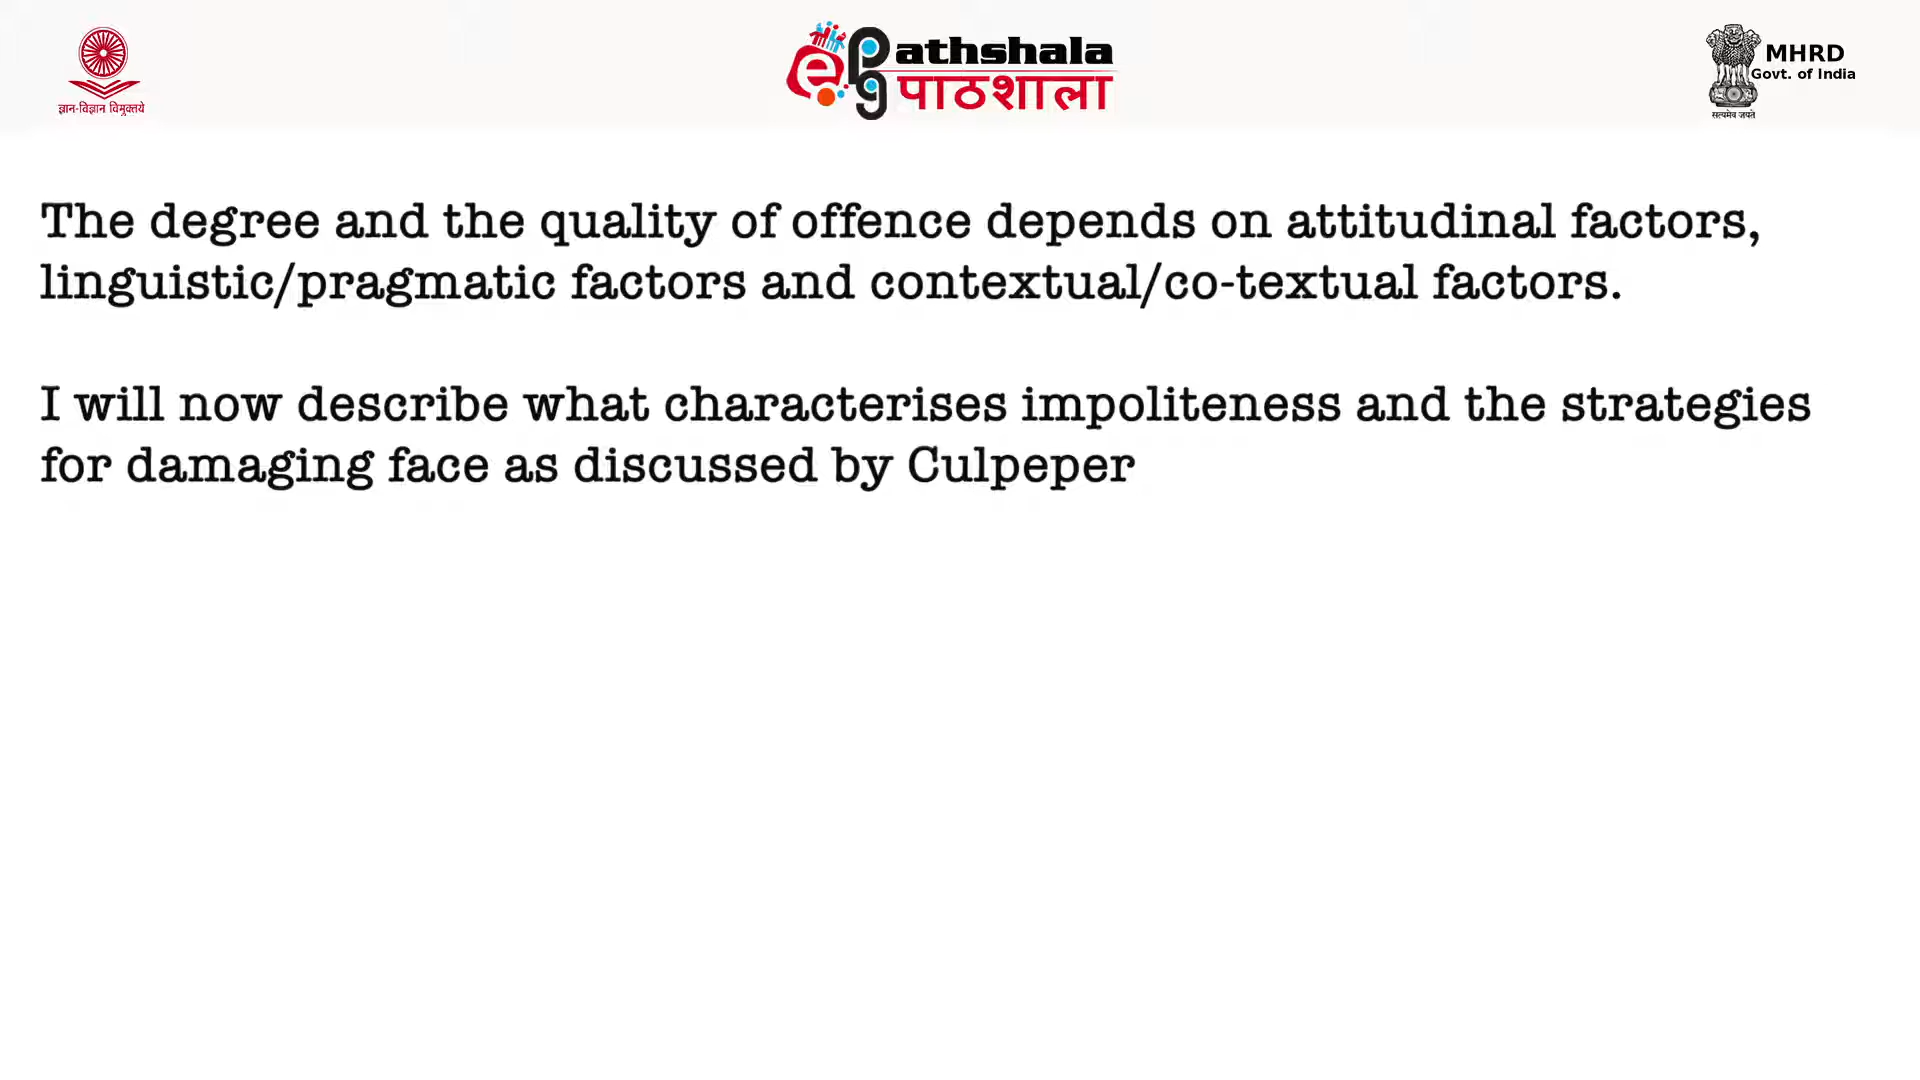 ज्ञान-विज्ञान विमुक्तये
e Pathshala
पाठशाला
MHRD
Govt. of India
सत्यमेव जयते
The degree and the quality of offence depends on attitudinal factors,
linguistic/pragmatic factors and contextual/co-textual factors.
I will now describe what characterises impoliteness and the strategies
for damaging face as discussed by Culpeper